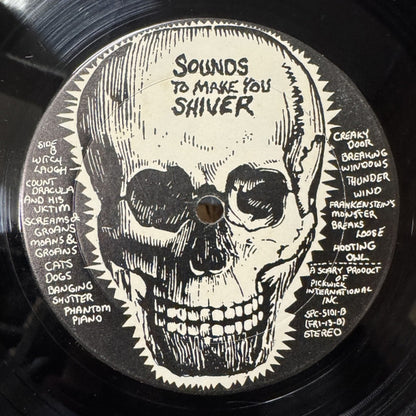 SOUNDS
TO MAKE YOU
SHIVER
SIDE
B
WITCH
LAUGH
COUNT
DRACULA
AND HIS
VICTIM
SCREAMS &
GROANS
MOANS &
GROANS
CATS
DOGS
BANGING
SHUTTER
PHANTOM
PIANO
CREAKY
DOOR
BREAKING
WINDOWS
THUNDER
WIND
FRANKENSTEIN'S
MONSTER
BREAKS
LOOSE
HOOTING
OWL
A SCARY PRODUCT
OF
PICKWICK
INTERNATIONAL
INC
SPC-5101-B
(FRI-13-B)
STEREO